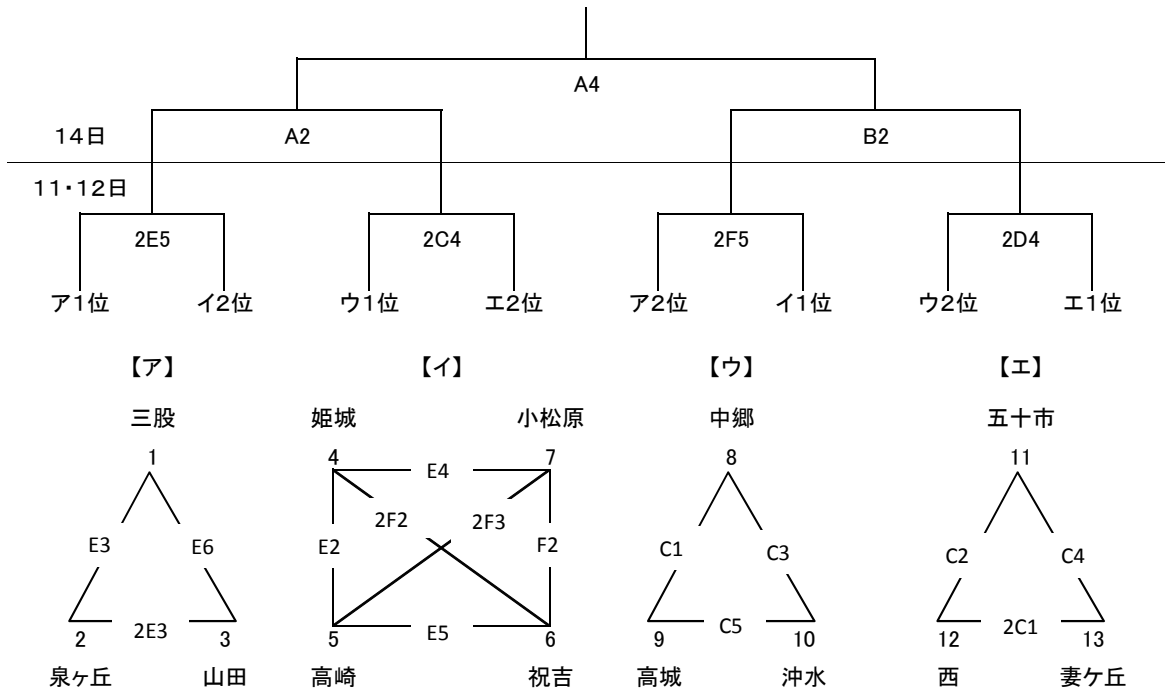 A4
14日 A2 B2
11・12日
2E5 2C4 2F5 2D4
ア1位 イ2位 ウ1位 エ2位 ア2位 イ1位 ウ2位 エ1位
【ア】 【イ】 【ウ】 【エ】
三股 姫城 小松原 中郷 五十市
1 4 7 8 11
E4
2F2 2F3
E3 E6 E2 F2 C1 C3 C2 C4
2E3 E5 C5 2C1
2 3 5 6 9 10 12 13
泉ヶ丘 山田 高崎 祝吉 高城 沖水 西 妻ケ丘